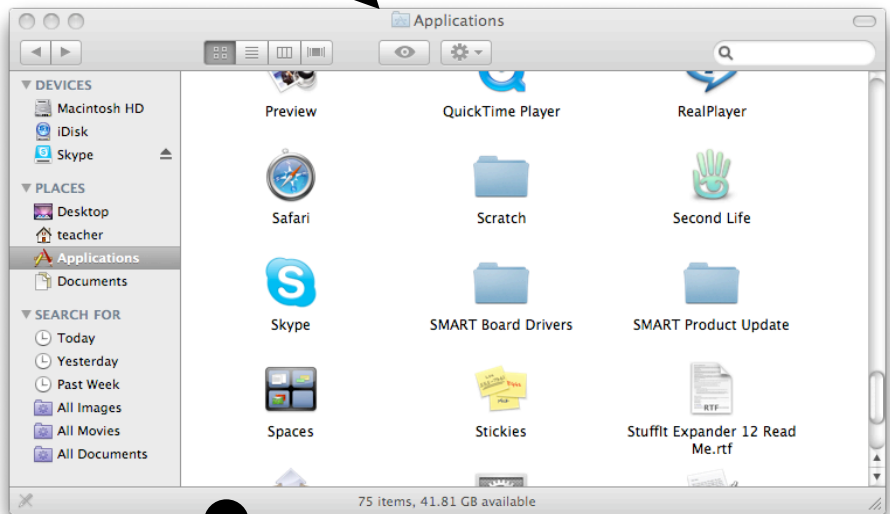 Applications
DEVICES
Macintosh HD
iDisk
Skype
PLACES
Desktop
teacher
Applications
Documents
SEARCH FOR
Today
Yesterday
Past Week
All Images
All Movies
All Documents
Preview
QuickTime Player
RealPlayer
Safari
Scratch
Second Life
Skype
SMART Board Drivers
SMART Product Update
Spaces
Stickies
RTF
StuffIt Expander 12 Read
Me.rtf
75 items, 41.81 GB available